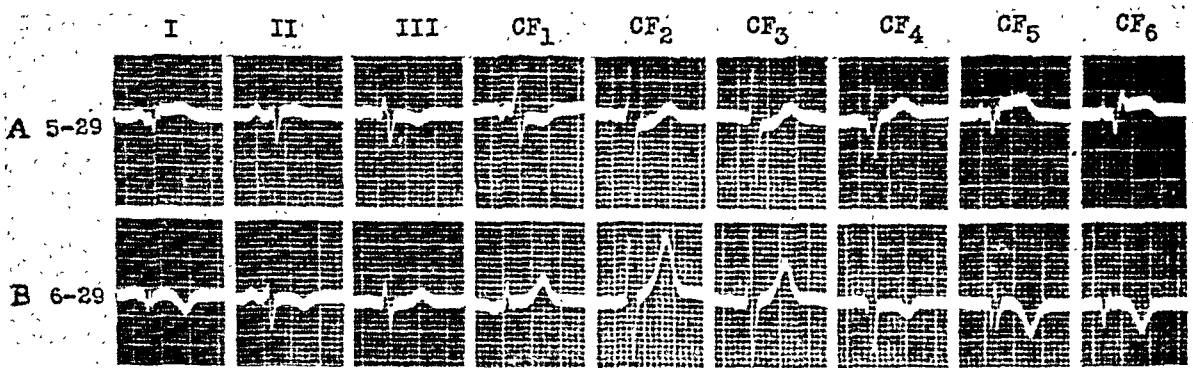 I II III CF₁ CF₂ CF₃ CF₄ CF₅ CF₆
A 5-29
B 6-29